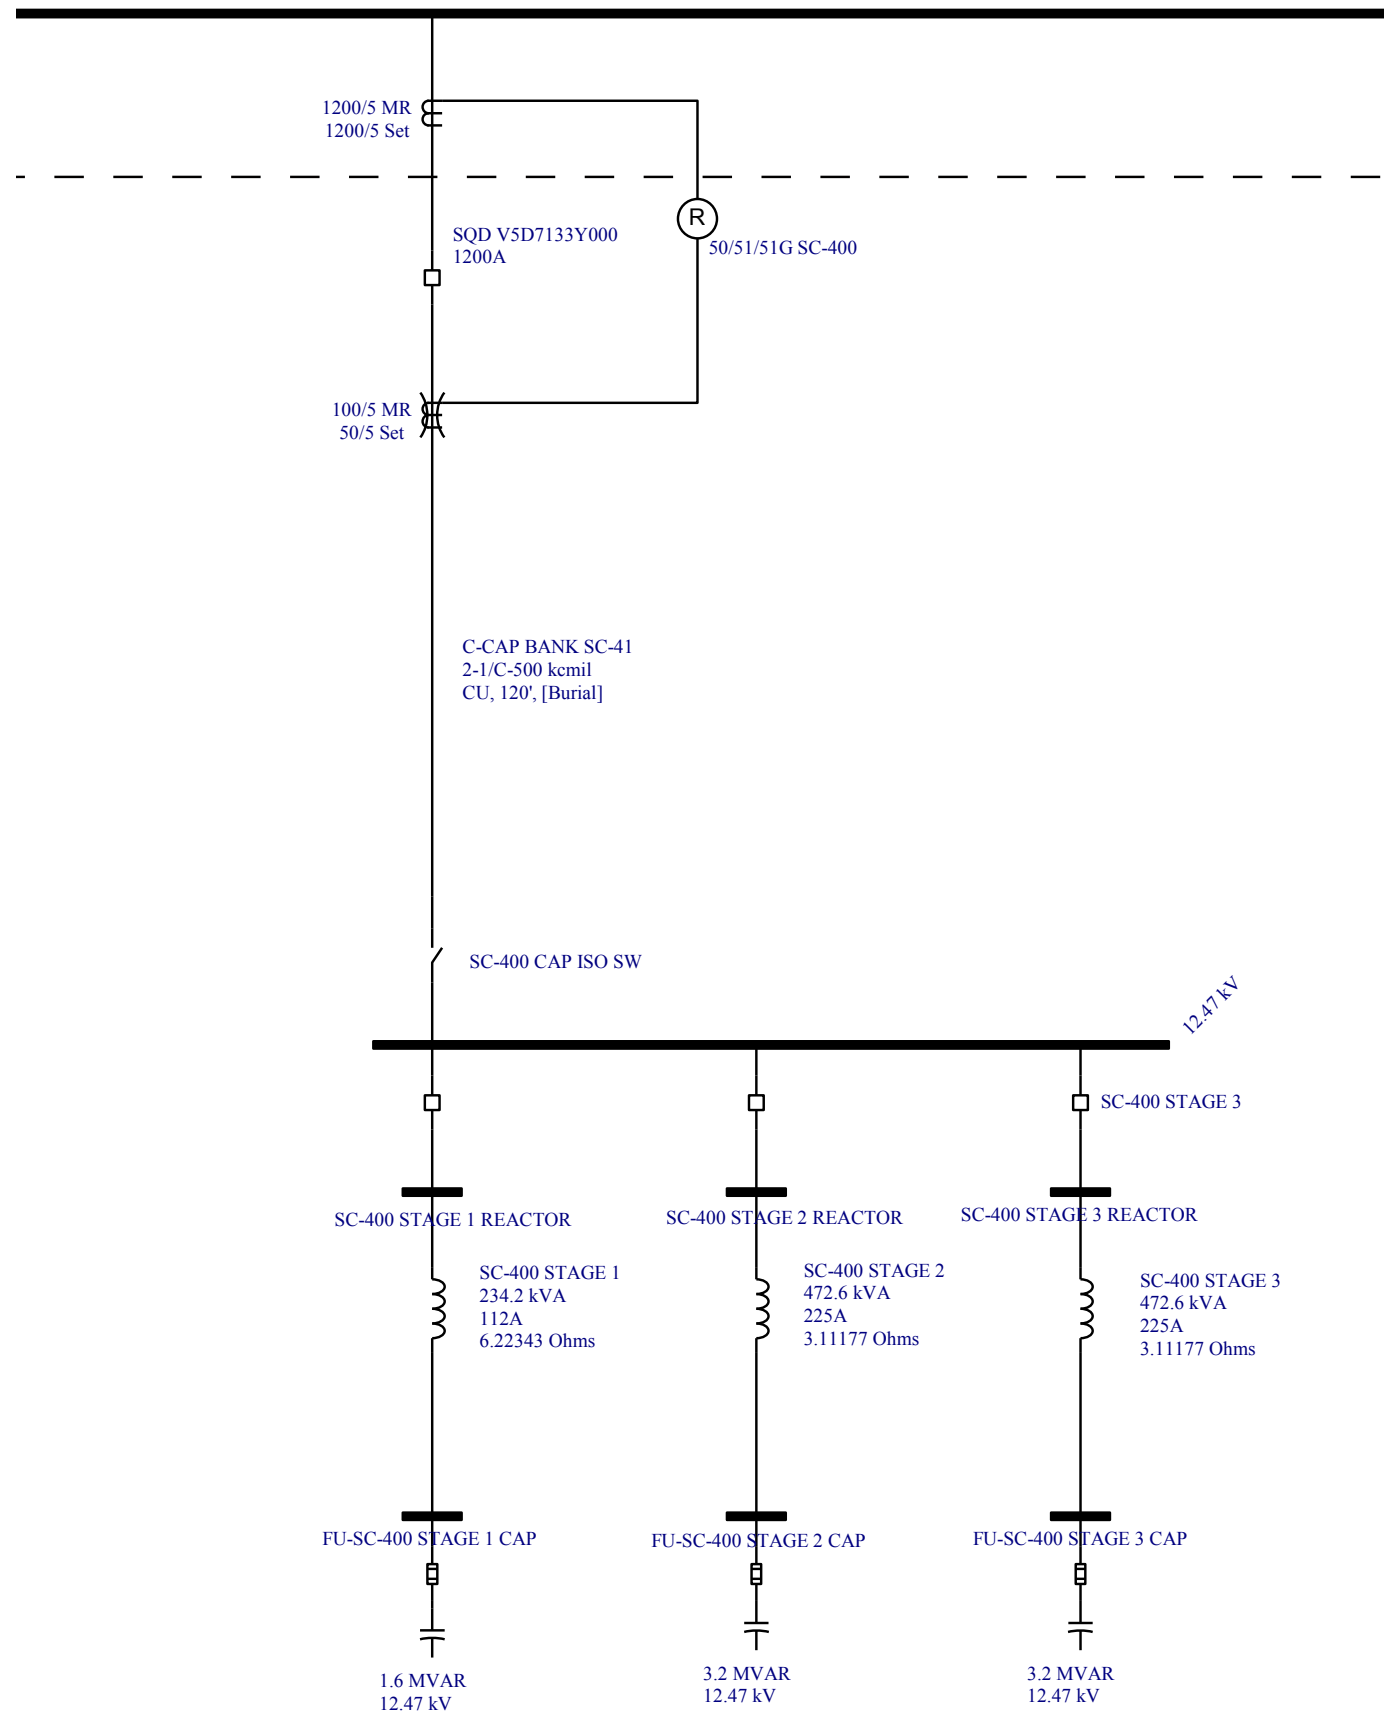 1200/5 MR
1200/5 Set
R
SQD V5D7133Y000
1200A
50/51/51G SC-400
100/5 MR
50/5 Set
C-CAP BANK SC-41
2-1/C-500 kcmil
CU, 120', [Burial]
SC-400 CAP ISO SW
12.47 kV
SC-400 STAGE 3
SC-400 STAGE 1 REACTOR
SC-400 STAGE 2 REACTOR
SC-400 STAGE 3 REACTOR
SC-400 STAGE 1
234.2 kVA
112A
6.22343 Ohms
SC-400 STAGE 2
472.6 kVA
225A
3.11177 Ohms
SC-400 STAGE 3
472.6 kVA
225A
3.11177 Ohms
FU-SC-400 STAGE 1 CAP
FU-SC-400 STAGE 2 CAP
FU-SC-400 STAGE 3 CAP
1.6 MVAR
12.47 kV
3.2 MVAR
12.47 kV
3.2 MVAR
12.47 kV